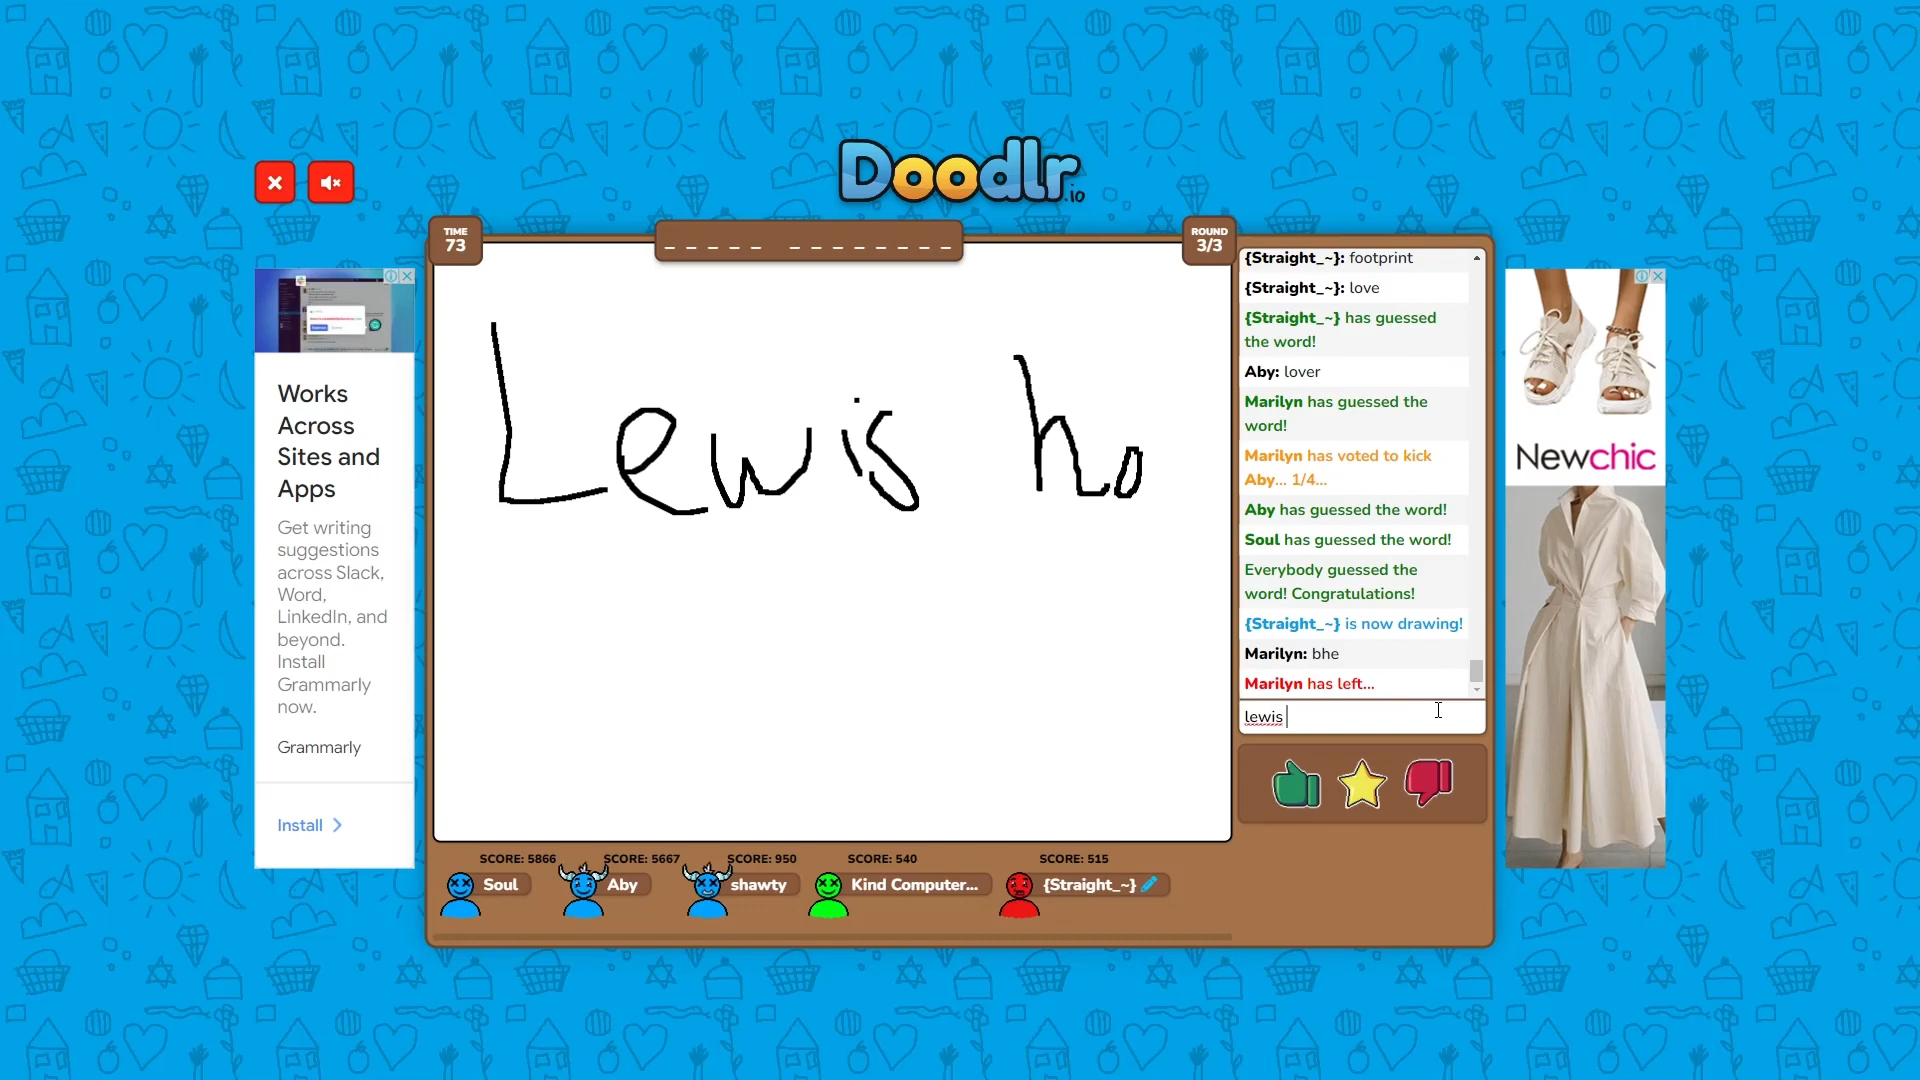 Doodlr.io
TIME
73
_ _ _ _ _  _ _ _ _ _ _ _ _
ROUND
3/3
Lewis ha
{Straight_~}: footprint
{Straight_~}: love
{Straight_~} has guessed
the word!
Aby: lover
Marilyn has guessed the
word!
Marilyn has voted to kick
Aby... 1/4...
Aby has guessed the word!
Soul has guessed the word!
Everybody guessed the
word! Congratulations!
{Straight_~} is now drawing!
Marilyn: bhe
Marilyn has left...
lewis
SCORE: 5866
Soul
SCORE: 5667
Aby
SCORE: 950
shawty
SCORE: 540
Kind Computer...
SCORE: 515
{Straight_~}
Works
Across
Sites and
Apps
Get writing
suggestions
across Slack,
Word,
LinkedIn, and
beyond.
Install
Grammarly
now.
Grammarly
Install
Newchic